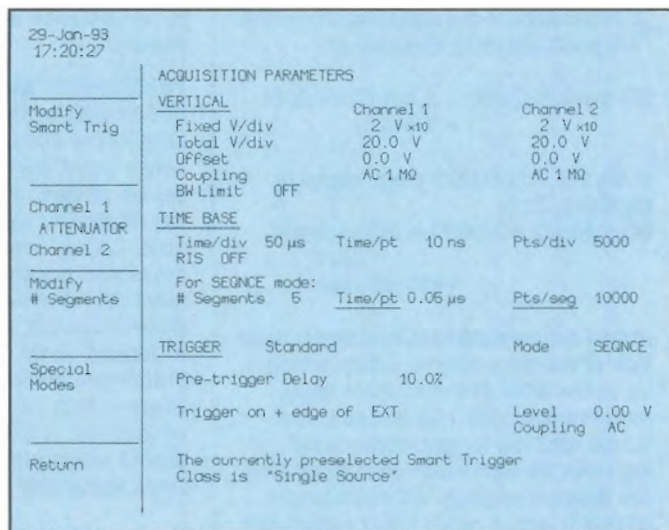 29-Jan-93
17:20:27
ACQUISITION PARAMETERS
Modify
Smart Trig
VERTICAL Channel 1 Channel 2
Fixed V/div 2 V x10 2 V x10
Total V/div 20.0 V 20.0 V
Offset 0.0 V 0.0 V
Coupling AC 1 MΩ AC 1 MΩ
BW Limit OFF
Channel 1
ATTENUATOR
Channel 2
TIME BASE
Time/div 50 µs Time/pt 10 ns Pts/div 5000
RIS OFF
Modify
# Segments
For SEQNCE mode:
# Segments 5 Time/pt 0.05 µs Pts/seg 10000
TRIGGER Standard Mode SEQNCE
Special
Modes
Pre-trigger Delay 10.0%
Trigger on + edge of EXT Level 0.00 V
Coupling AC
Return
The currently preselected Smart Trigger
Class is "Single Source"